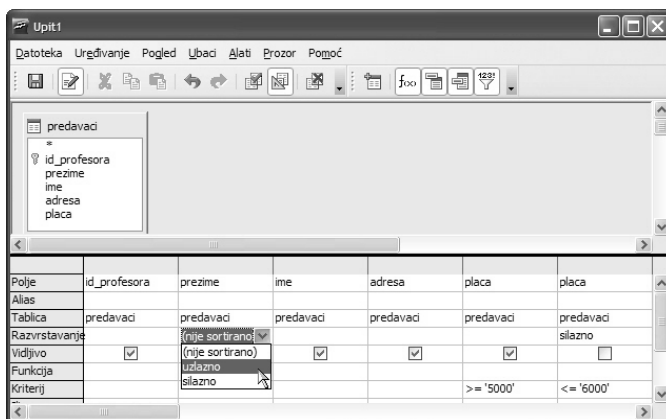 Upit1
Datoteka Uređivanje Pogled Ubaci Alati Prozor Pomoć
predavaci
*
id_profesora
prezime
ime
adresa
placa
Polje id_profesora prezime ime adresa placa placa
Alias
Tablica predavaci predavaci predavaci predavaci predavaci predavaci
Razvrstavanje (nije sortirano) silazno
Vidljivo (nije sortirano)
Funkcija uzlazno
silazno
Kriterij >= '5000' <= '6000'